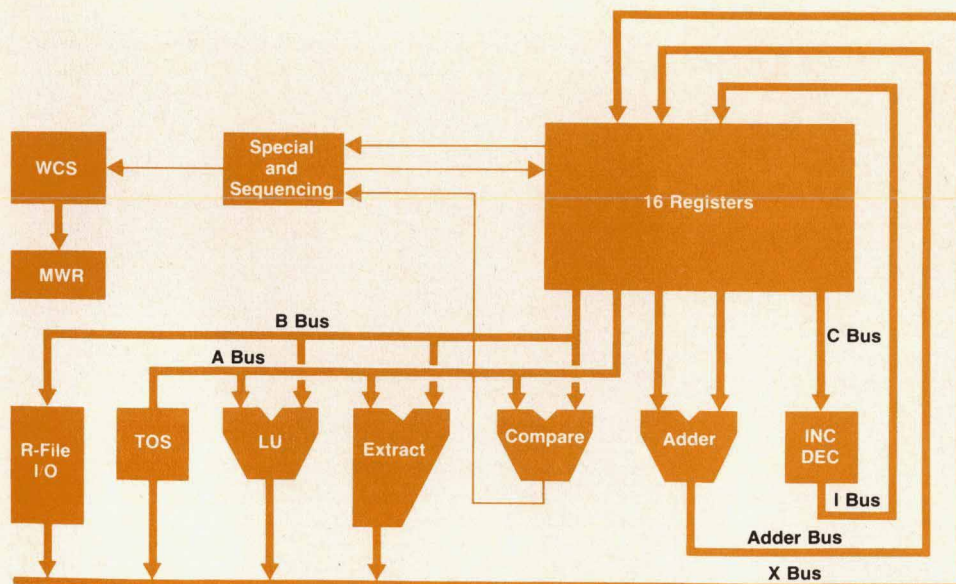 WCS
Special
and
Sequencing
16 Registers
MWR
B Bus
A Bus
C Bus
R-File
I/O
TOS
LU
Extract
Compare
Adder
INC
DEC
I Bus
Adder Bus
X Bus